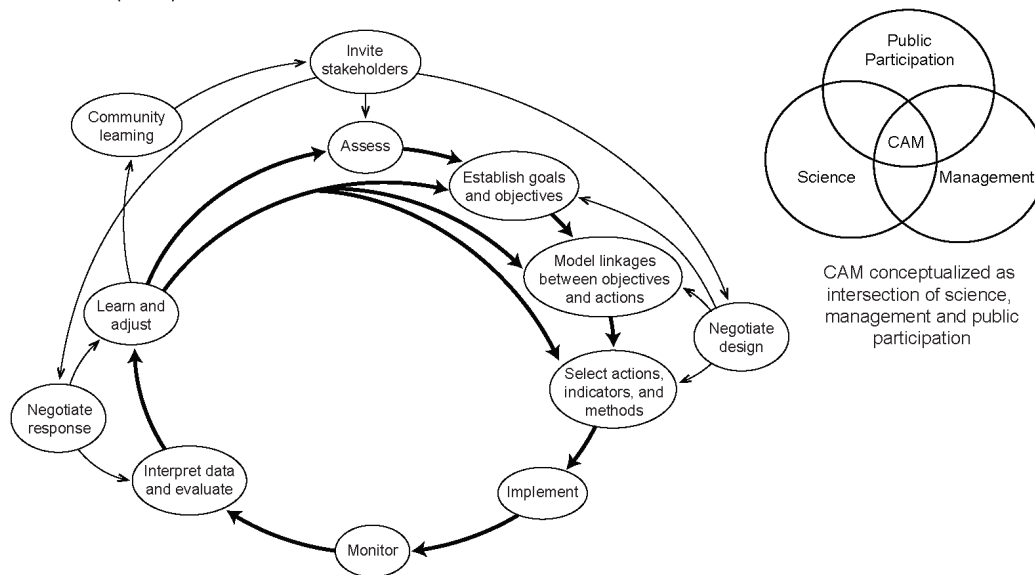 Invite
stakeholders
Community
learning
Assess
Establish goals
and objectives
Model linkages
between objectives
and actions
Learn and
adjust
Negotiate
design
Select actions,
indicators, and
methods
Negotiate
response
Interpret data
and evaluate
Implement
Monitor
Public
Participation
CAM
Science
Management
CAM conceptualized as
intersection of science,
management and public
participation